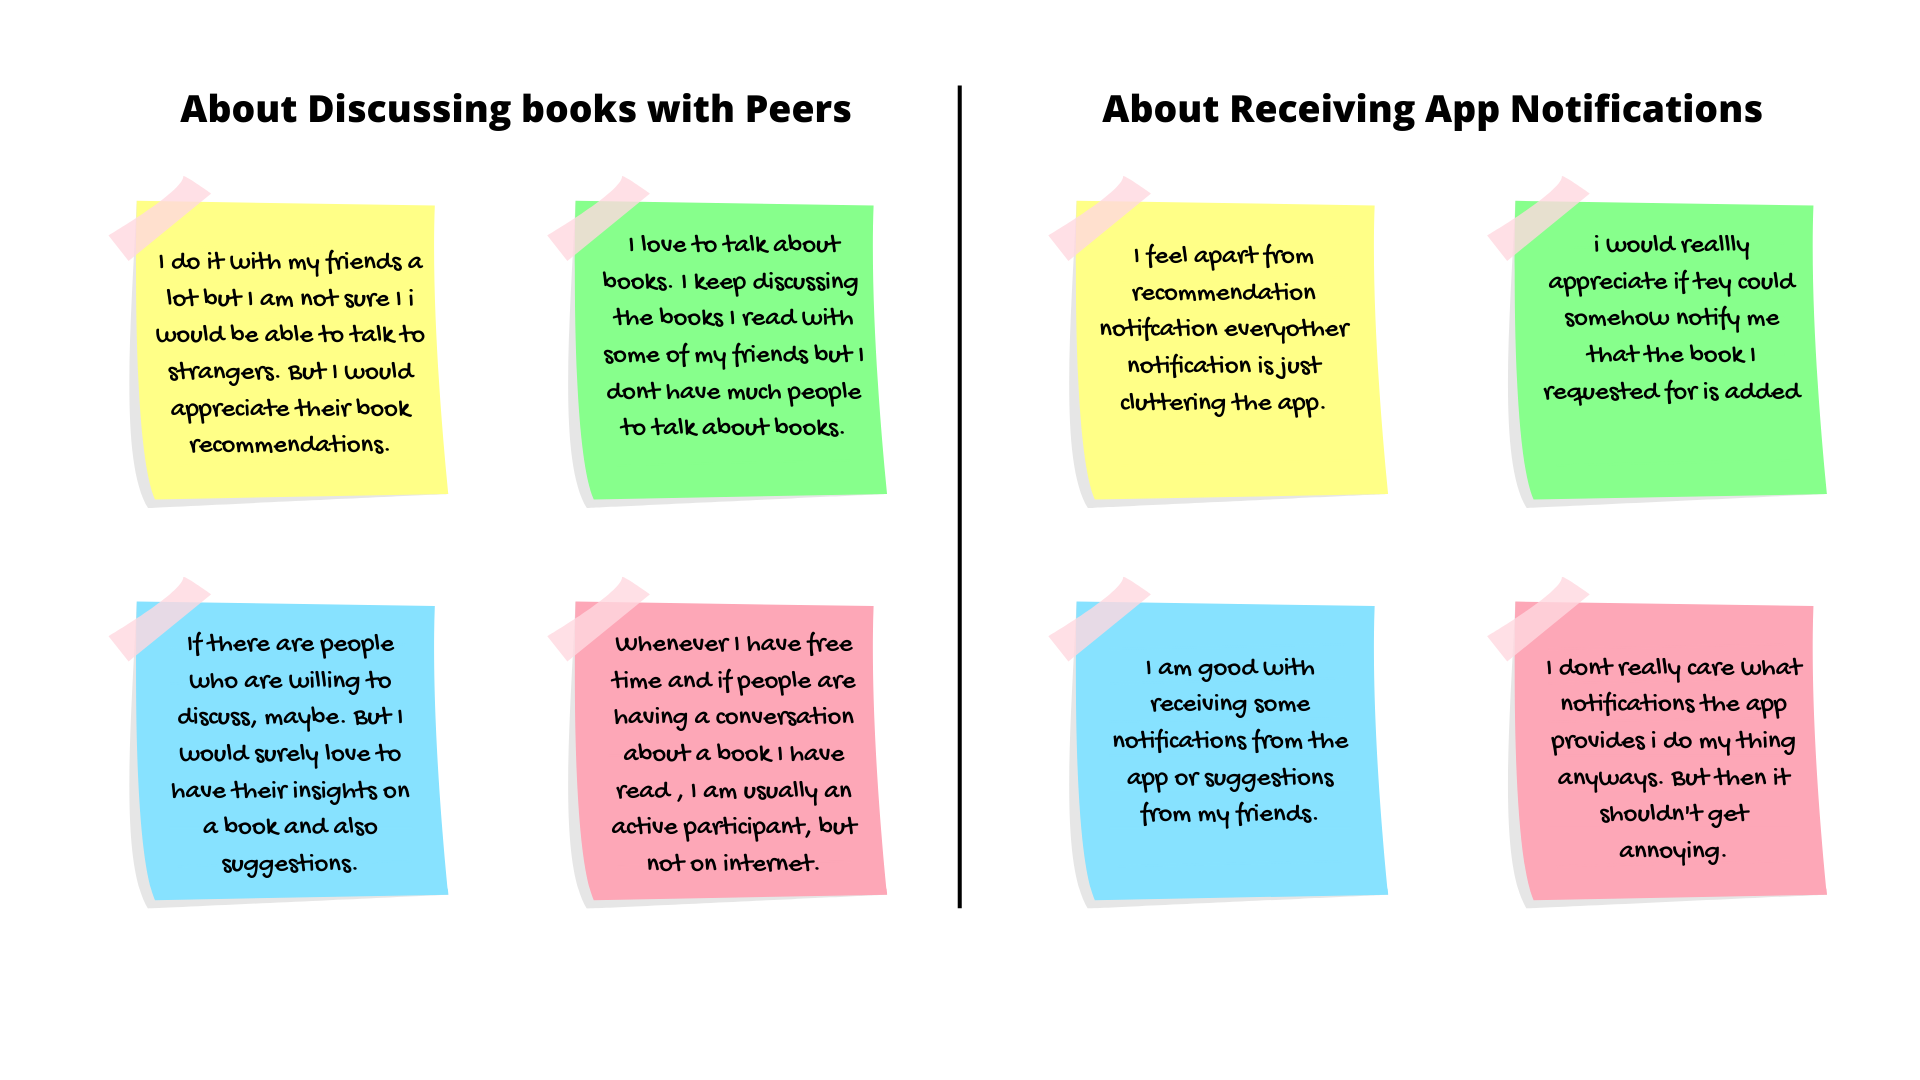 About Discussing books with Peers
I do it with my friends a
lot but I am not sure I i
would be able to talk to
strangers. But I would
appreciate their book
recommendations.
I love to talk about
books. I keep discussing
the books I read with
some of my friends but I
dont have much people
to talk about books.
If there are people
who are willing to
discuss, maybe. But I
would surely love to
have their insights on
a book and also
suggestions.
Whenever I have free
time and if people are
having a conversation
about a book I have
read , I am usually an
active participant, but
not on internet.
About Receiving App Notifications
I feel apart from
recommendation
notifcation everyother
notification is just
cluttering the app.
i would reallly
appreciate if tey could
somehow notify me
that the book I
requested for is added
I am good with
receiving some
notifications from the
app or suggestions
from my friends.
I dont really care what
notifications the app
provides i do my thing
anyways. But then it
shouldn't get
annoying.